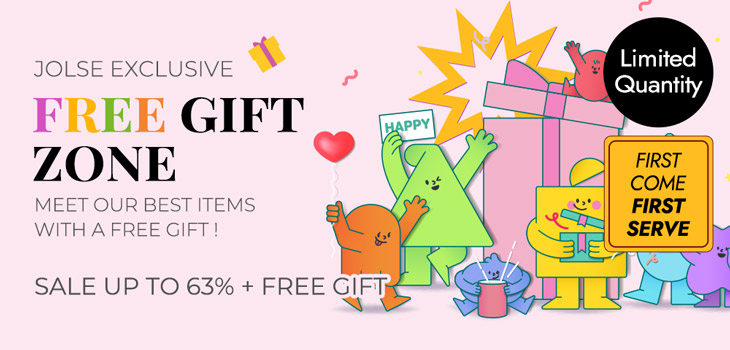 JOLSE EXCLUSIVE
FREE GIFT
ZONE
MEET OUR BEST ITEMS
WITH A FREE GIFT !
SALE UP TO 63% + FREE GIFT
HAPPY
Limited
Quantity
FIRST
COME
FIRST
SERVE